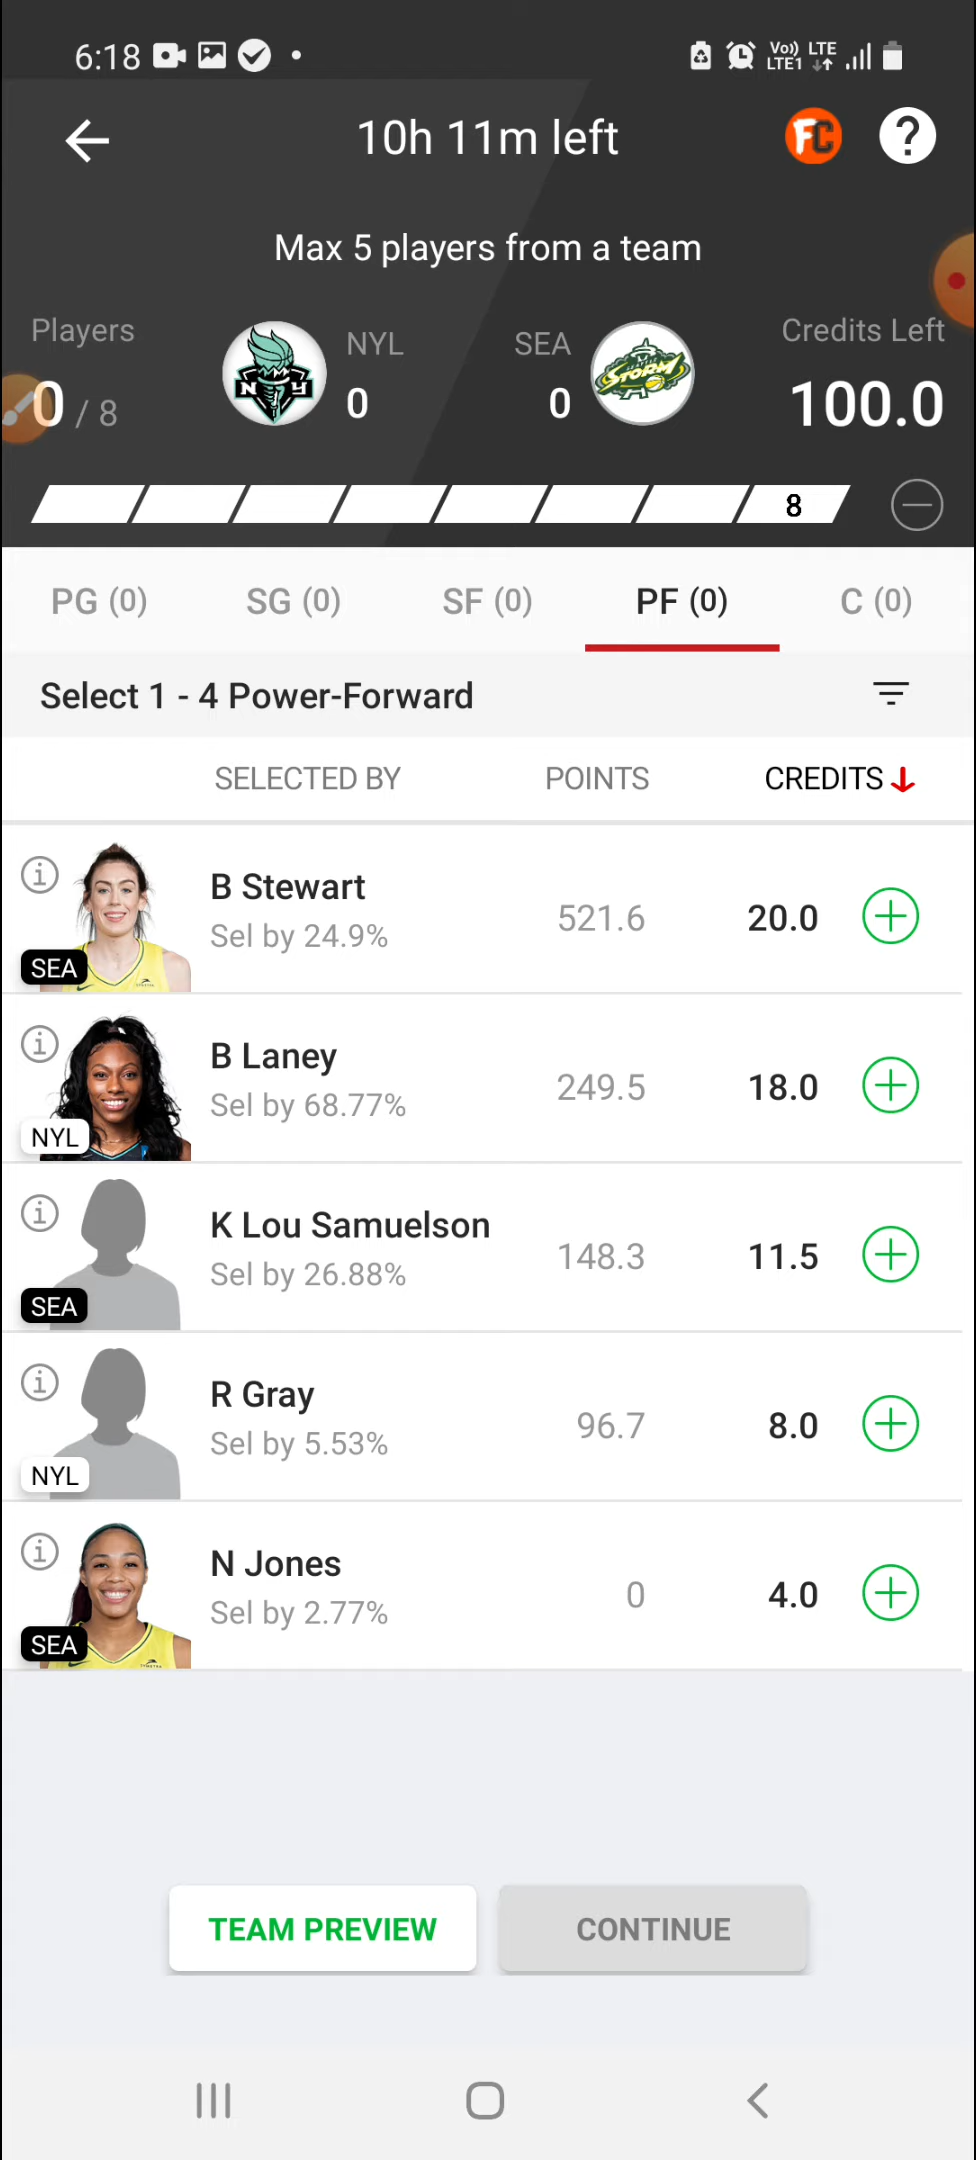 6:18 Vo)) LTE LTE1
10h 11m left FC ?
Max 5 players from a team
Players NYL SEA Credits Left
0 / 8 0 0 100.0
8
PG (0) SG (0) SF (0) PF (0) C (0)
Select 1 - 4 Power-Forward
SELECTED BY POINTS CREDITS
B Stewart
Sel by 24.9% 521.6 20.0
SEA
B Laney
Sel by 68.77% 249.5 18.0
NYL
K Lou Samuelson
Sel by 26.88% 148.3 11.5
SEA
R Gray
Sel by 5.53% 96.7 8.0
NYL
N Jones
Sel by 2.77% 0 4.0
SEA
TEAM PREVIEW CONTINUE